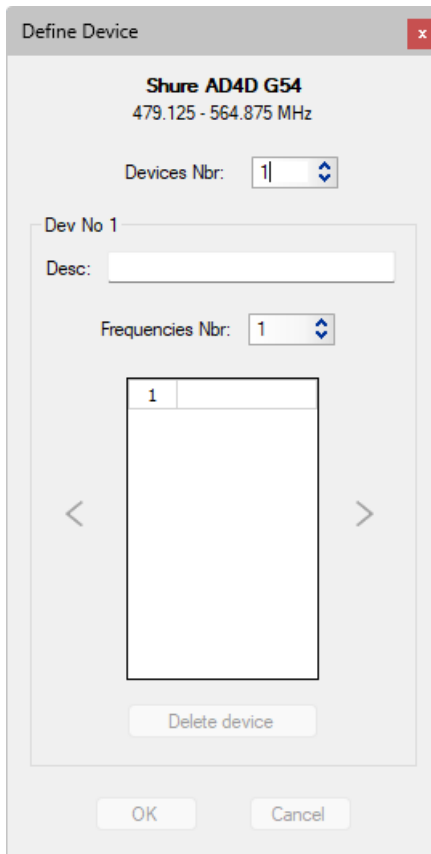 Define Device
x
Shure AD4D G54
479.125 - 564.875 MHz
Devices Nbr: 1
Dev No 1
Desc:
Frequencies Nbr: 1
1
<
>
Delete device
OK Cancel